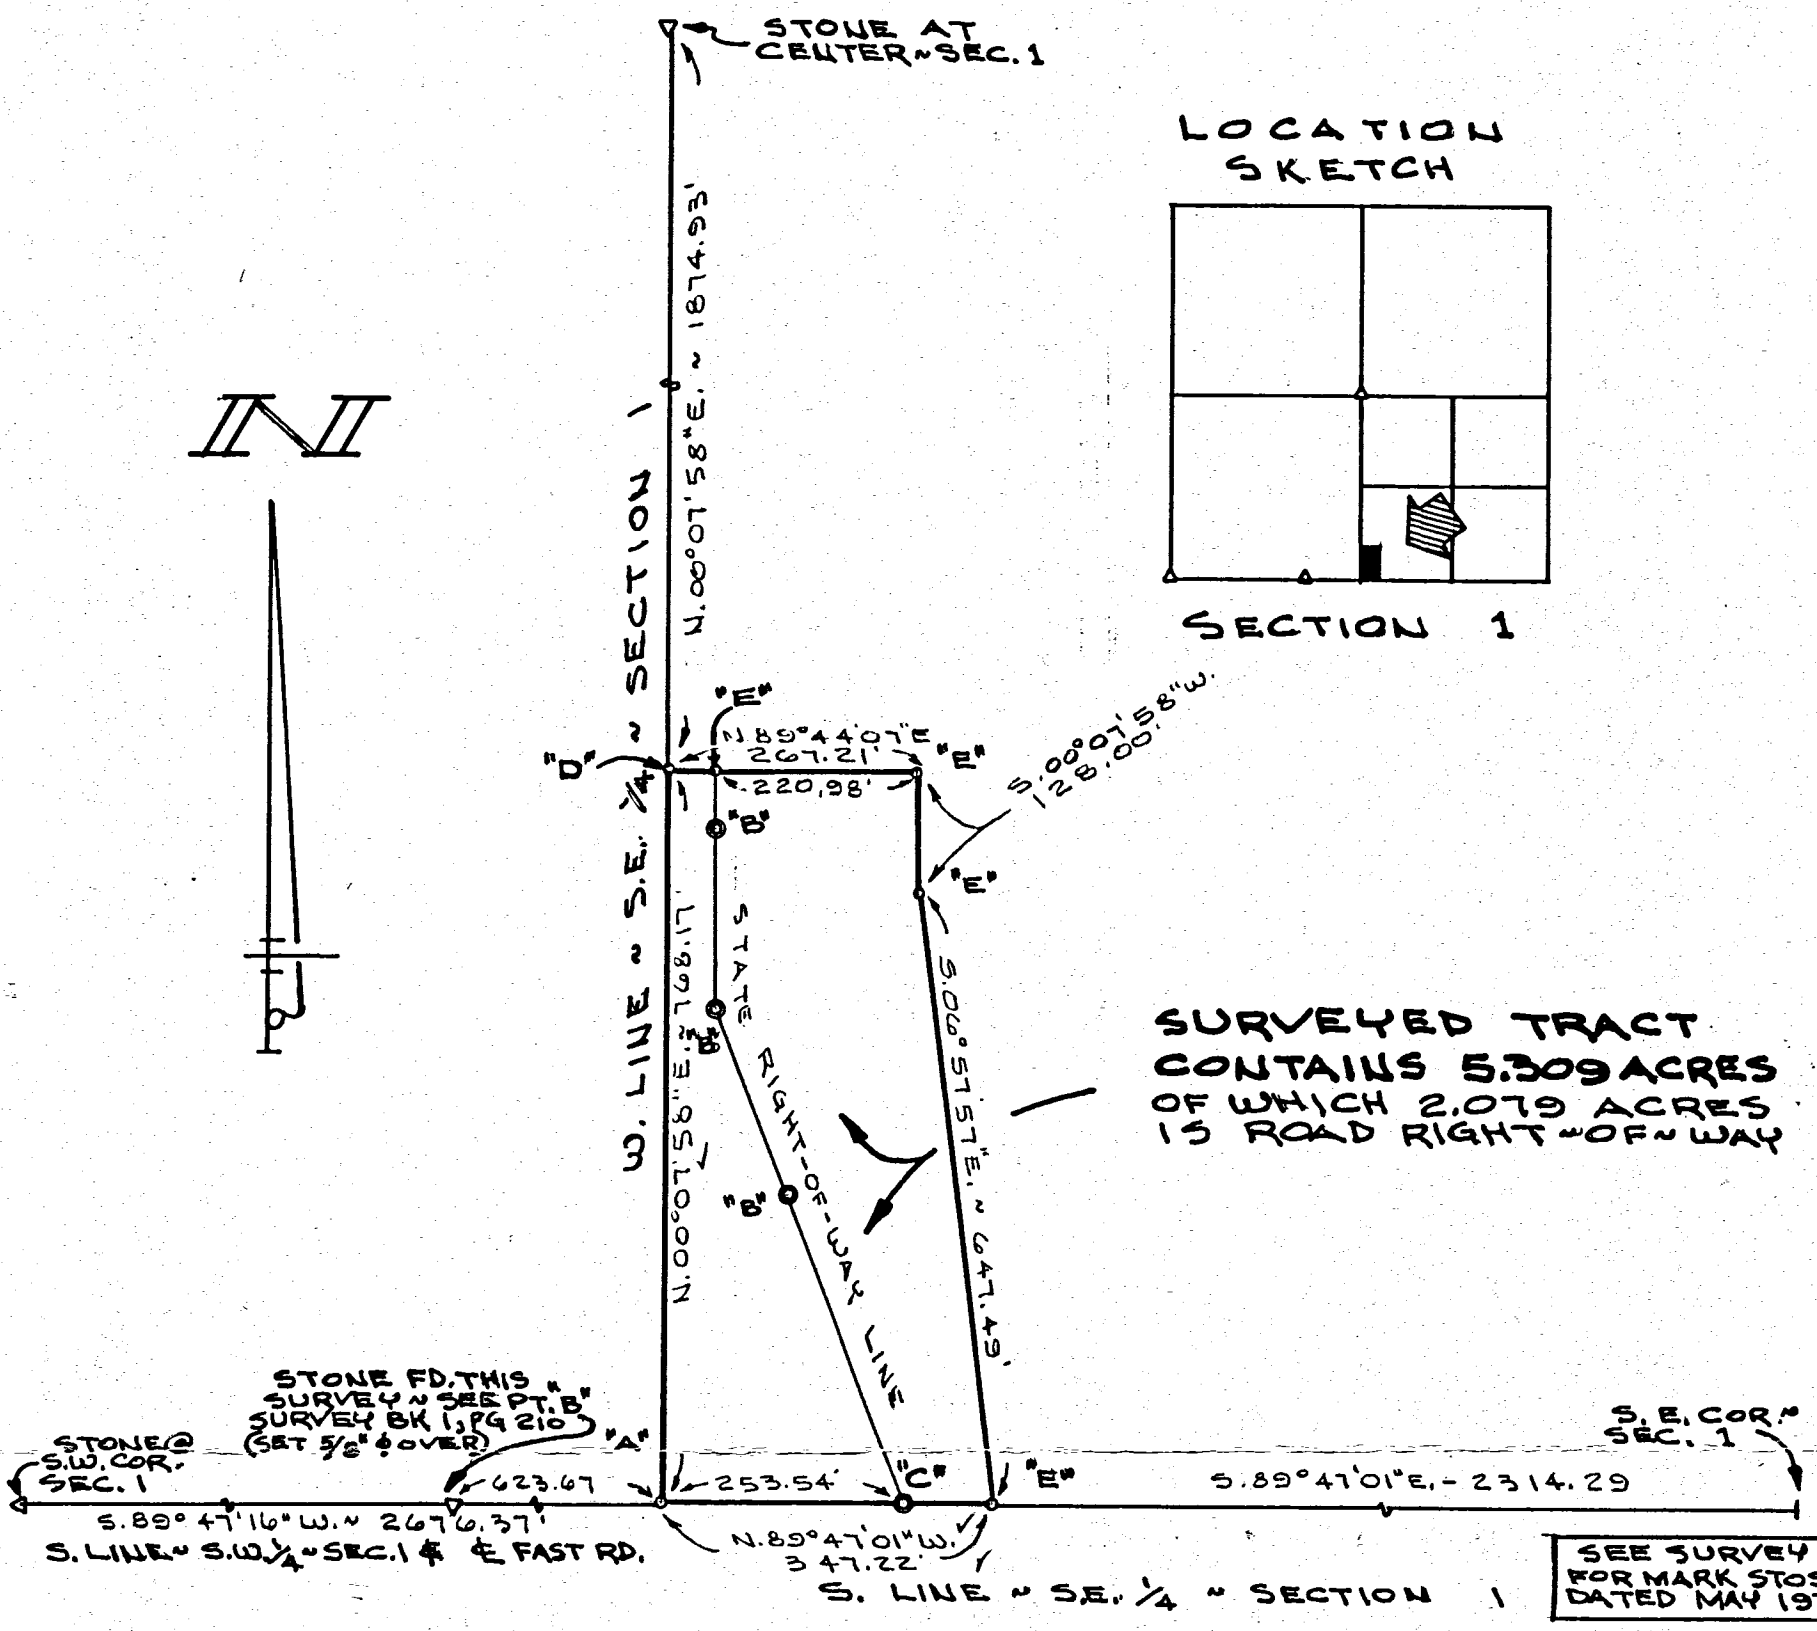 STONE AT
CENTER~SEC. 1
LOCATION
SKETCH
SECTION 1
N
N.00°07'58"E. ~ 1874.93'
W. LINE ~ S.E. 1/4 ~ SECTION 1
"E"
N.89°44'07"E
267.21'
"E"
"D"
220.98'
S.00°07'58"W.
128.00'
"B"
"E"
N.00°07'58"E. ~ 768.17'
STATE RIGHT-OF-WAY LINE
"B"
S.06°57'57"E. ~ 647.49'
"B"
SURVEYED TRACT
CONTAINS 5.309 ACRES
OF WHICH 2.079 ACRES
IS ROAD RIGHT~OF~WAY
STONE FD. THIS
SURVEY ~ SEE PT. "B"
SURVEY BK 1, PG 210
(SET 5/8" ϕ OVER)
STONE@
S.W. COR.
SEC. 1
"A"
623.67
253.54'
"C"
"E"
S.89°47'01"E. - 2314.29
S. E. COR.~
SEC. 1
S.89°47'16"W. ~ 2676.37'
S. LINE ~ S.W. 1/4 ~ SEC. 1 & ℄ FAST RD.
N.89°47'01"W.
347.22'
S. LINE ~ S.E. 1/4 ~ SECTION 1
SEE SURVEY
FOR MARK STOS
DATED MAY 197